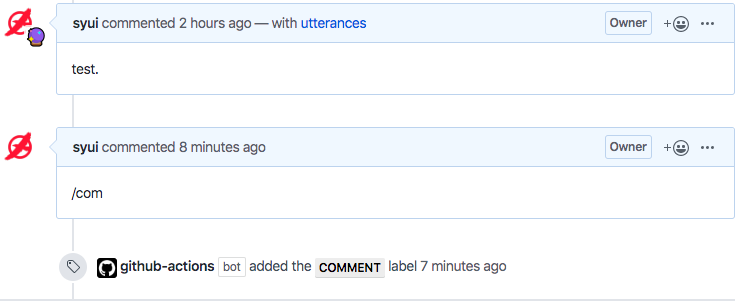 syui commented 2 hours ago — with utterances Owner
test.
syui commented 8 minutes ago Owner
/com
github-actions bot added the COMMENT label 7 minutes ago